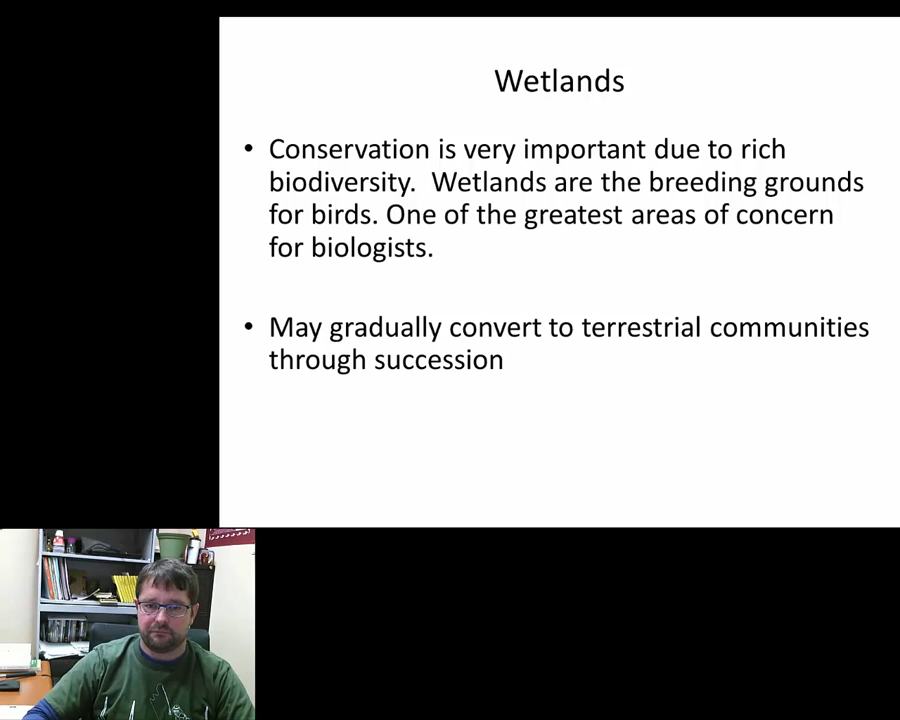 Wetlands
• Conservation is very important due to rich
biodiversity.  Wetlands are the breeding grounds
for birds. One of the greatest areas of concern
for biologists.
• May gradually convert to terrestrial communities
through succession